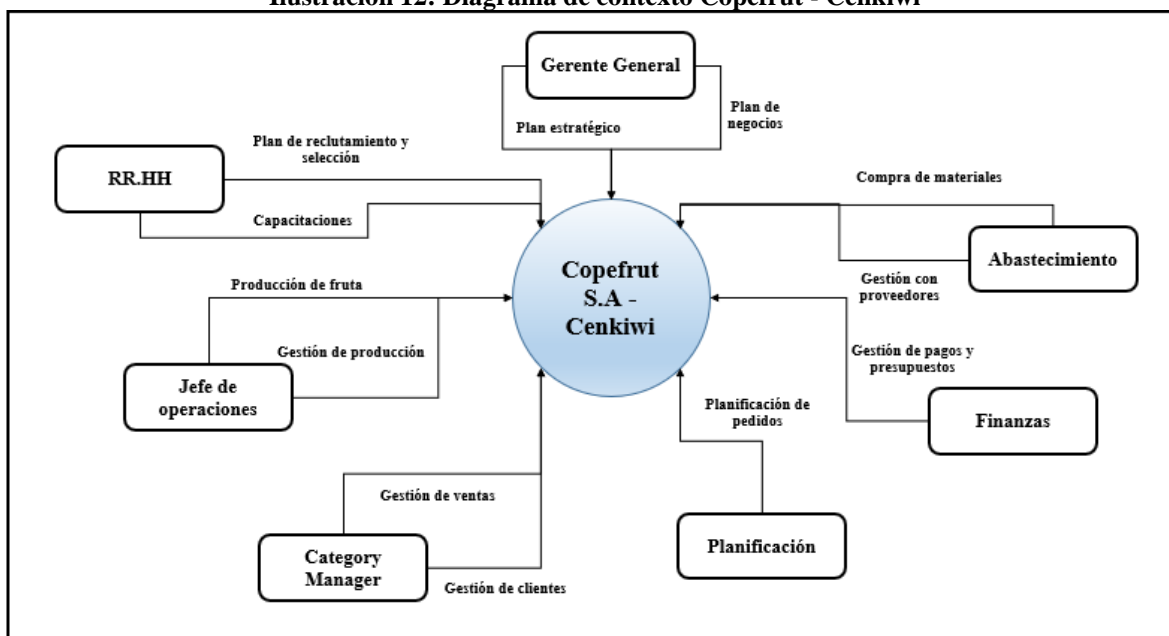 Ilustración 12: Diagrama de contexto Copefrut - Cenkiwi
Gerente General
Plan estratégico
Plan de
negocios
Plan de reclutamiento y
selección
RR.HH
Capacitaciones
Compra de materiales
Abastecimiento
Gestión con
proveedores
Copefrut
S.A -
Cenkiwi
Producción de fruta
Gestión de producción
Jefe de
operaciones
Gestión de pagos y
presupuestos
Finanzas
Planificación de
pedidos
Planificación
Gestión de ventas
Category
Manager
Gestión de clientes